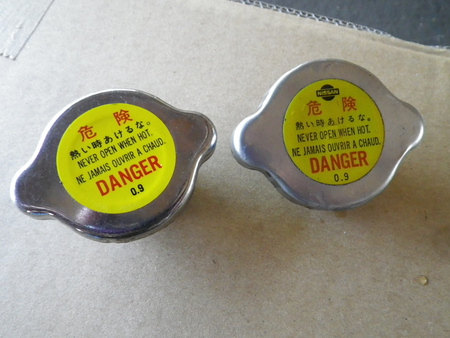 危険
熱い時あけるな。
NEVER OPEN WHEN HOT.
NE JAMAIS OUVRIR A CHAUD.
DANGER
0.9
NISSAN
危険
熱い時あけるな。
NEVER OPEN WHEN HOT.
NE JAMAIS OUVRIR A CHAUD.
DANGER
0.9